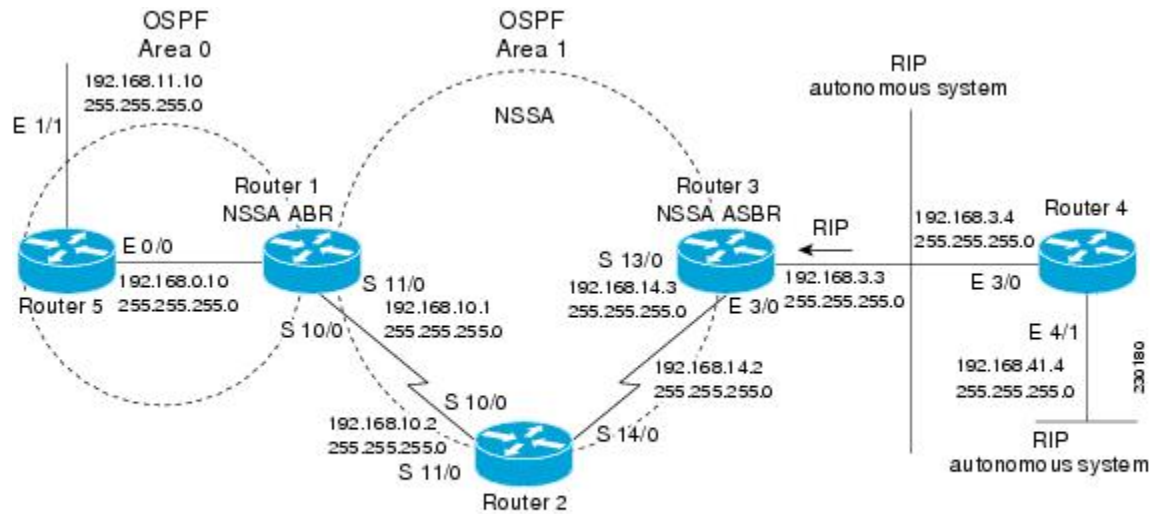 OSPF
Area 0
OSPF
Area 1
NSSA
RIP
autonomous system
192.168.11.10
255.255.255.0
E 1/1
Router 1
NSSA ABR
Router 3
NSSA ASBR
RIP
192.168.3.4
255.255.255.0
Router 4
E 0/0
192.168.0.10
255.255.255.0
Router 5
S 11/0
192.168.10.1
255.255.255.0
S 10/0
S 13/0
192.168.14.3
255.255.255.0
E 3/0
192.168.3.3
255.255.255.0
E 3/0
E 4/1
192.168.41.4
255.255.255.0
230180
192.168.14.2
255.255.255.0
S 10/0
192.168.10.2
255.255.255.0
S 11/0
S 14/0
Router 2
RIP
autonomous system